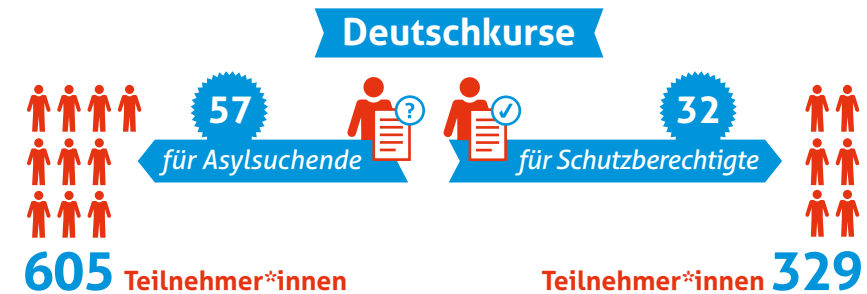 Deutschkurse
57
für Asylsuchende
?
32
für Schutzberechtigte
605 Teilnehmer*innen
Teilnehmer*innen 329